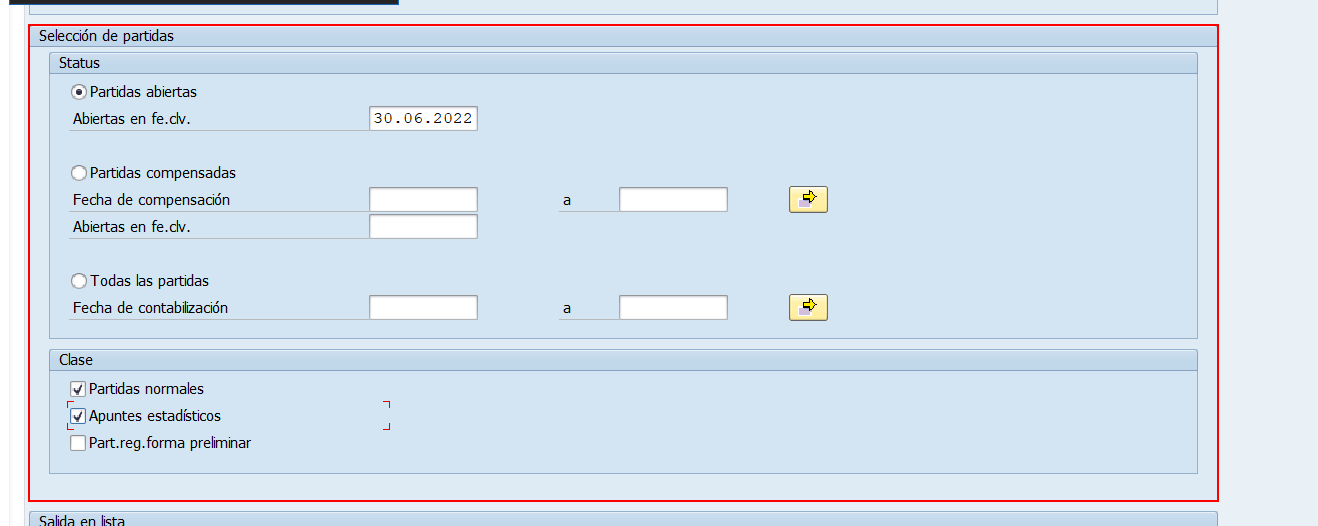 Selección de partidas
Status
Partidas abiertas
Abiertas en fe.clv. 30.06.2022
Partidas compensadas
Fecha de compensación a
Abiertas en fe.clv.
Todas las partidas
Fecha de contabilización a
Clase
Partidas normales
Apuntes estadísticos
Part.reg.forma preliminar
Salida en lista